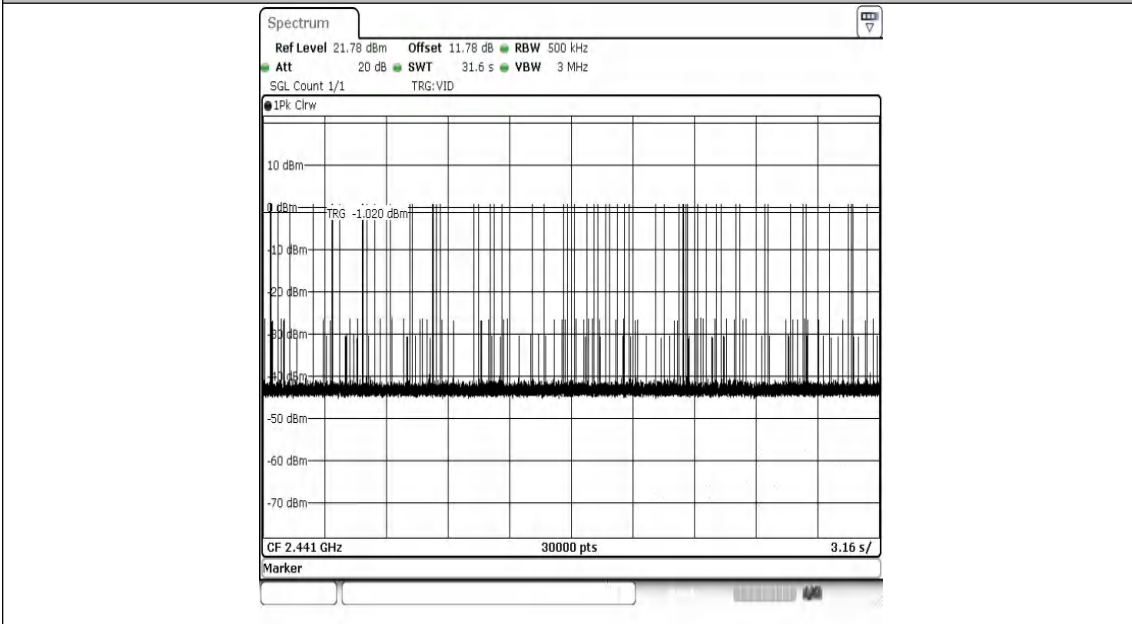 Spectrum
Ref Level 21.78 dBm Offset 11.78 dB RBW 500 kHz
Att 20 dB SWT 31.6 s VBW 3 MHz
SGL Count 1/1 TRG:VID
1Pk Clrw
10 dBm
0 dBm
TRG -1.020 dBm
-10 dBm
-20 dBm
-30 dBm
-40 dBm
-50 dBm
-60 dBm
-70 dBm
CF 2.441 GHz 30000 pts 3.16 s/
Marker